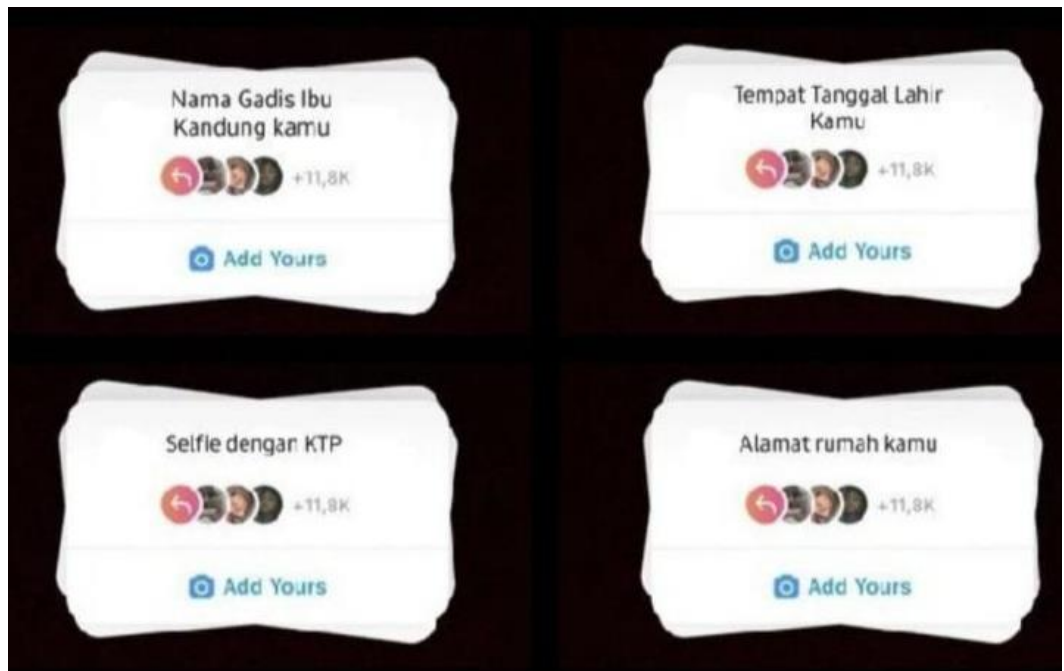 Nama Gadis Ibu
Kandung kamu
+11,8K
Add Yours
Tempat Tanggal Lahir
Kamu
+11,8K
Add Yours
Selfie dengan KTP
+11,8K
Add Yours
Alamat rumah kamu
+11,8K
Add Yours